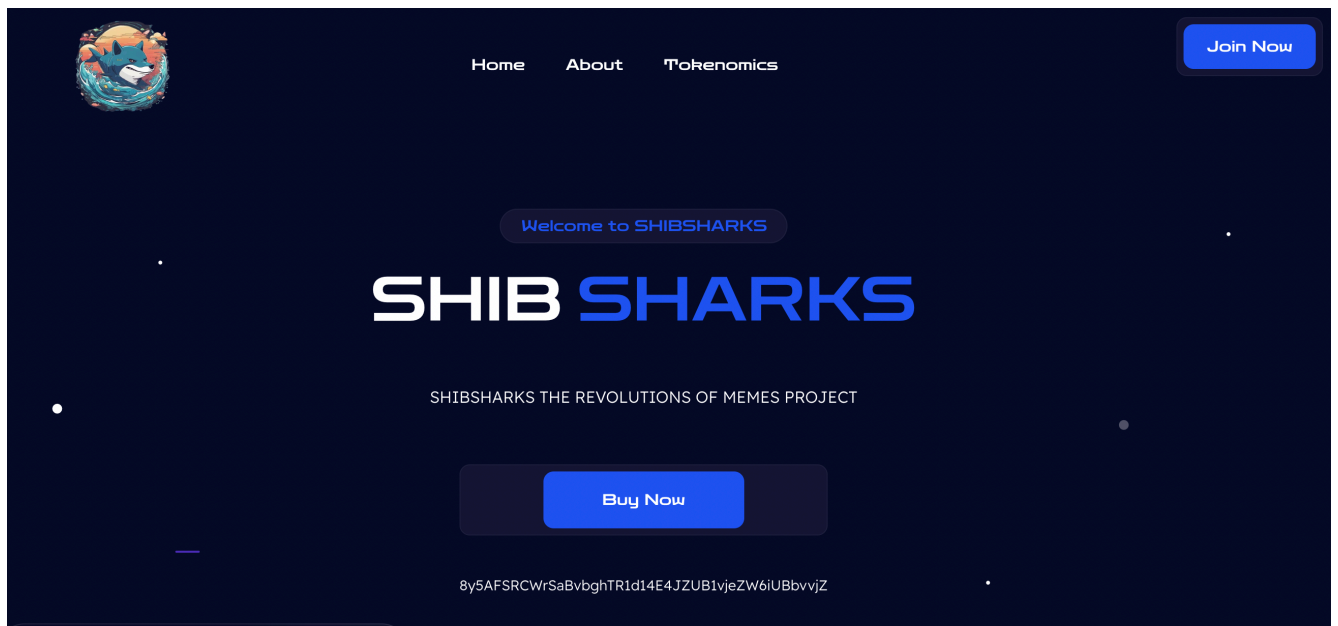 Home About Tokenomics
Join Now
Welcome to SHIBSHARKS
SHIB SHARKS
SHIBSHARKS THE REVOLUTIONS OF MEMES PROJECT
Buy Now
8y5AFSRCWrSaBvbghTR1d14E4JZUB1vjeZW6iUBbvvjZ